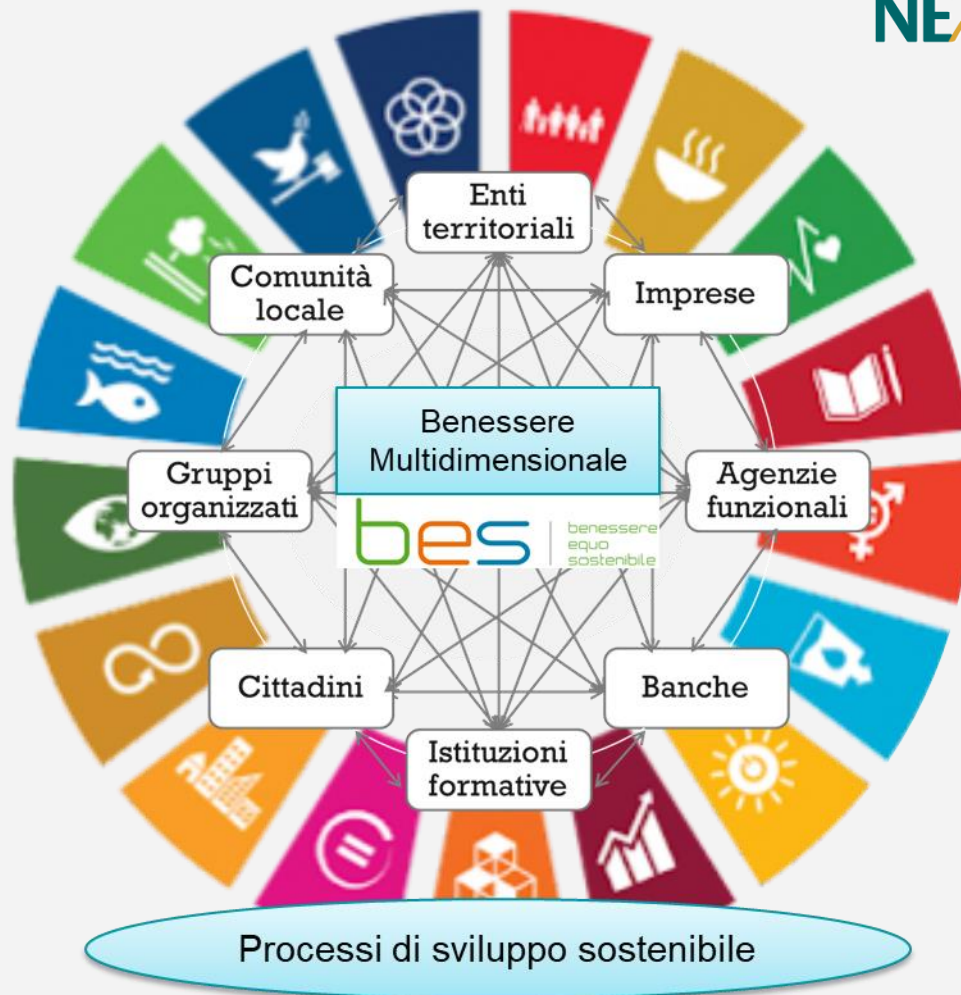 Enti
territoriali
Comunità
locale
Imprese
Benessere
Multidimensionale
Gruppi
organizzati
Agenzie
funzionali
bes
benessere
equo
sostenibile
Cittadini
Banche
Istituzioni
formative
Processi di sviluppo sostenibile